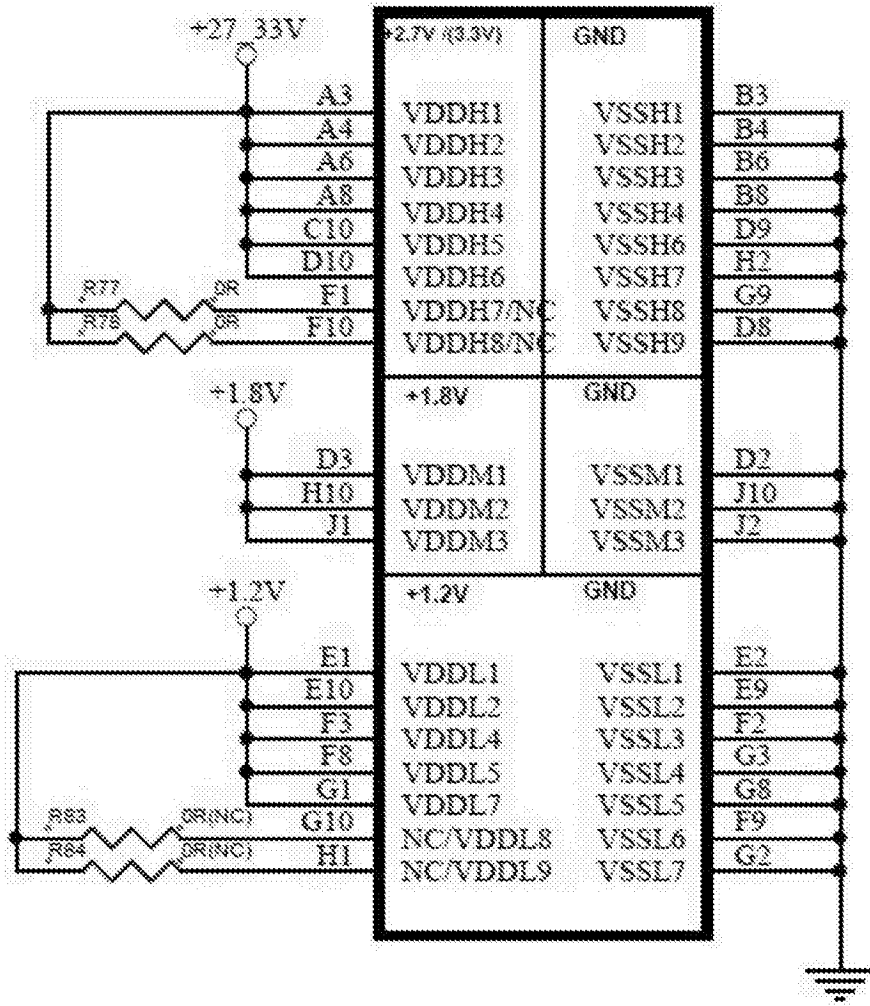 +27_33V +2.7V /(3.3V) GND
A3 VDDH1 VSSH1 B3
A4 VDDH2 VSSH2 B4
A6 VDDH3 VSSH3 B6
A8 VDDH4 VSSH4 B8
C10 VDDH5 VSSH6 D9
D10 VDDH6 VSSH7 H2
R77 0R F1 VDDH7/NC VSSH8 G9
R78 0R F10 VDDH8/NC VSSH9 D8
+1.8V +1.8V GND
D3 VDDM1 VSSM1 D2
H10 VDDM2 VSSM2 J10
J1 VDDM3 VSSM3 J2
+1.2V +1.2V GND
E1 VDDL1 VSSL1 E2
E10 VDDL2 VSSL2 E9
F3 VDDL4 VSSL3 F2
F8 VDDL5 VSSL4 G3
G1 VDDL7 VSSL5 G8
R83 0R(NC) G10 NC/VDDL8 VSSL6 F9
R84 0R(NC) H1 NC/VDDL9 VSSL7 G2